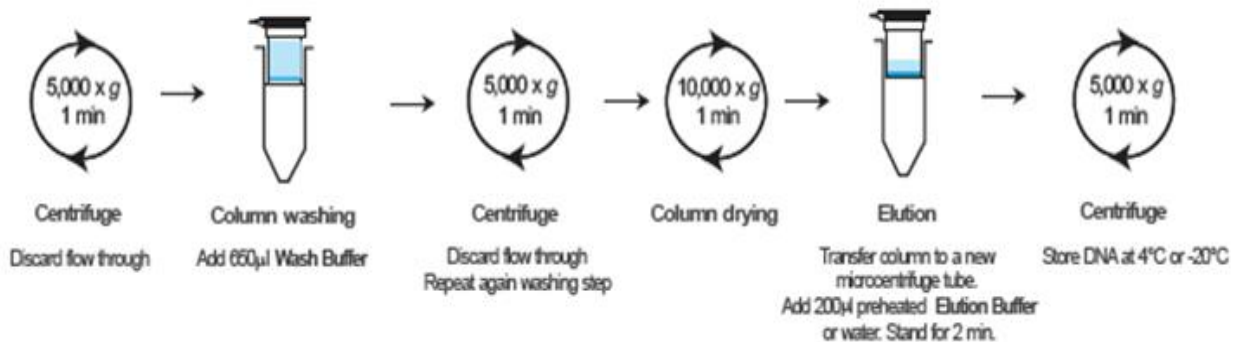 5,000 x g
1 min
Centrifuge
Discard flow through
Column washing
Add 650µl Wash Buffer
5,000 x g
1 min
Centrifuge
Discard flow through
Repeat again washing step
10,000 x g
1 min
Column drying
Elution
Transfer column to a new
microcentrifuge tube.
Add 200µl preheated Elution Buffer
or water. Stand for 2 min.
5,000 x g
1 min
Centrifuge
Store DNA at 4°C or -20°C